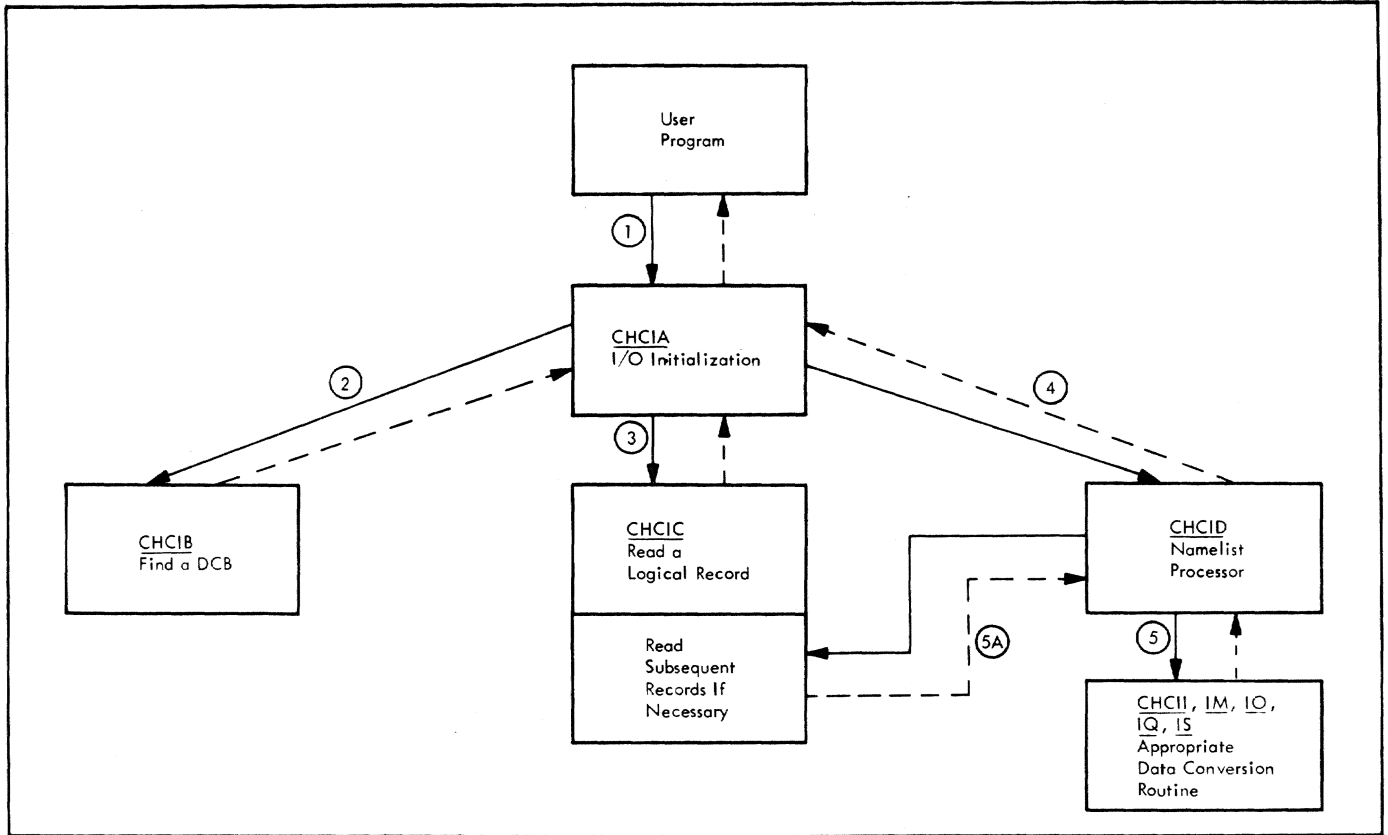 User
Program
1
CHCIA
I/O Initialization
2
4
3
CHCIB
Find a DCB
CHCIC
Read a
Logical Record
CHCID
Namelist
Processor
Read
Subsequent
Records If
Necessary
5A
5
CHCII, IM, IO,
IQ, IS
Appropriate
Data Conversion
Routine